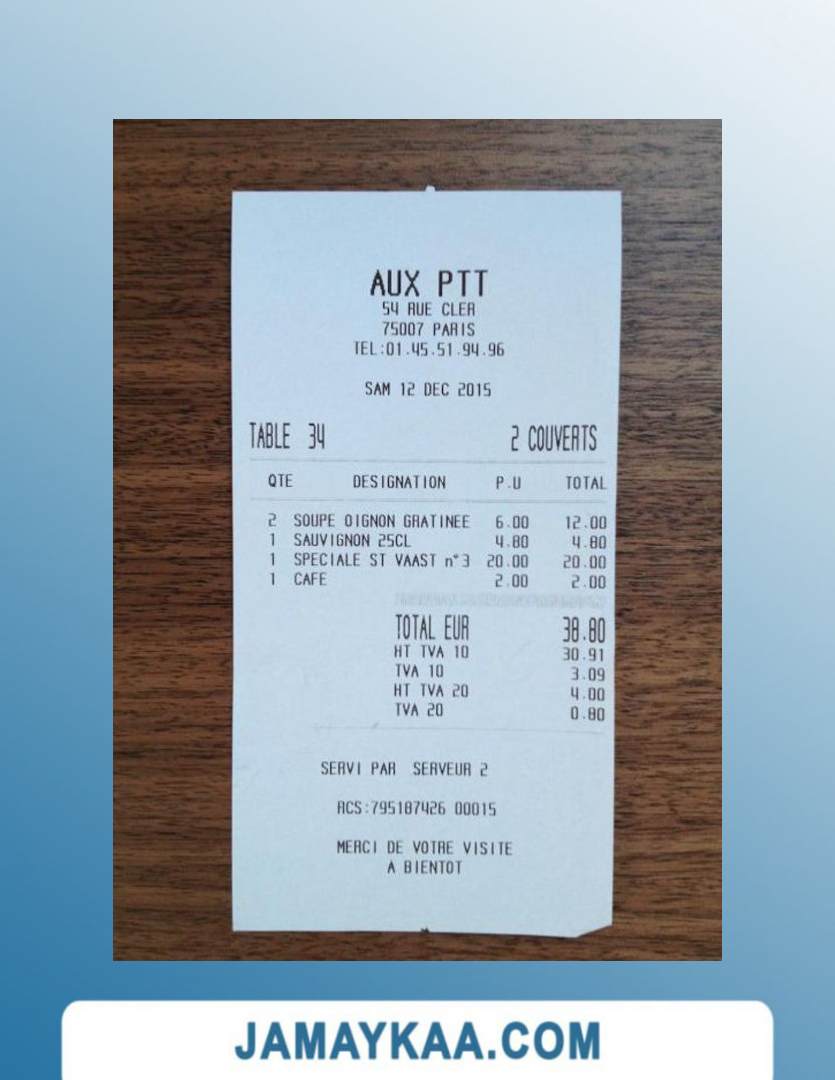 AUX PTT
54 RUE CLER
75007 PARIS
TEL:01.45.51.94.96
SAM 12 DEC 2015
TABLE 34 2 COUVERTS
QTE DESIGNATION P.U TOTAL
2 SOUPE OIGNON GRATINEE 6.00 12.00
1 SAUVIGNON 25CL 4.80 4.80
1 SPECIALE ST VAAST n°3 20.00 20.00
1 CAFE 2.00 2.00
TOTAL EUR 38.80
HT TVA 10 30.91
TVA 10 3.09
HT TVA 20 4.00
TVA 20 0.80
SERVI PAR SERVEUR 2
RCS:795187426 00015
MERCI DE VOTRE VISITE
A BIENTOT
JAMAYKAA.COM